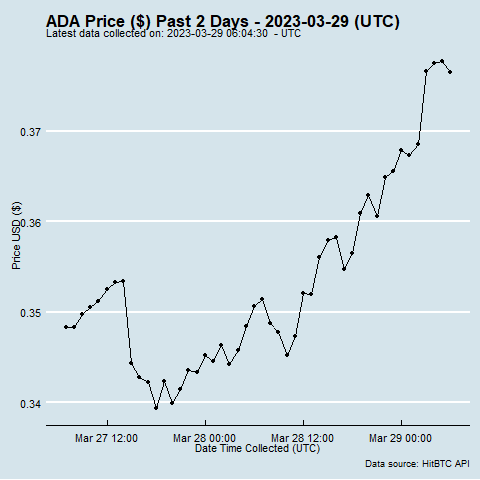 ADA Price ($) Past 2 Days - 2023-03-29 (UTC)
Latest data collected on: 2023-03-29 06:04:30  - UTC
0.37
0.36
0.35
0.34
Price USD ($)
Mar 27 12:00
Mar 28 00:00
Mar 28 12:00
Mar 29 00:00
Date Time Collected (UTC)
Data source: HitBTC API